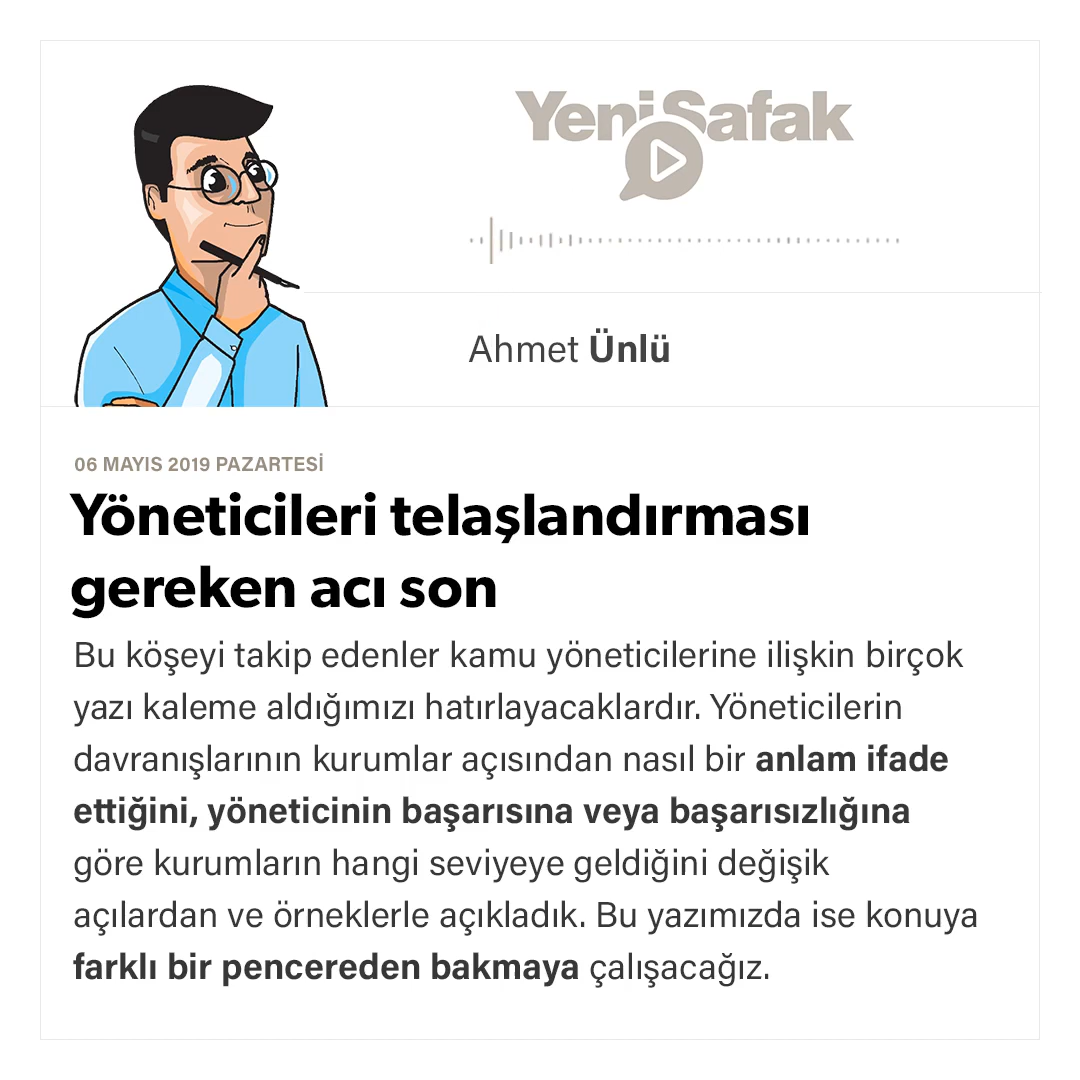 YeniSafak
Ahmet Ünlü
06 MAYIS 2019 PAZARTESİ
Yöneticileri telaşlandırması
gereken acı son
Bu köşeyi takip edenler kamu yöneticilerine ilişkin birçok
yazı kaleme aldığımızı hatırlayacaklardır. Yöneticilerin
davranışlarının kurumlar açısından nasıl bir anlam ifade
ettiğini, yöneticinin başarısına veya başarısızlığına
göre kurumların hangi seviyeye geldiğini değişik
açılardan ve örneklerle açıkladık. Bu yazımızda ise konuya
farklı bir pencereden bakmaya çalışacağız.